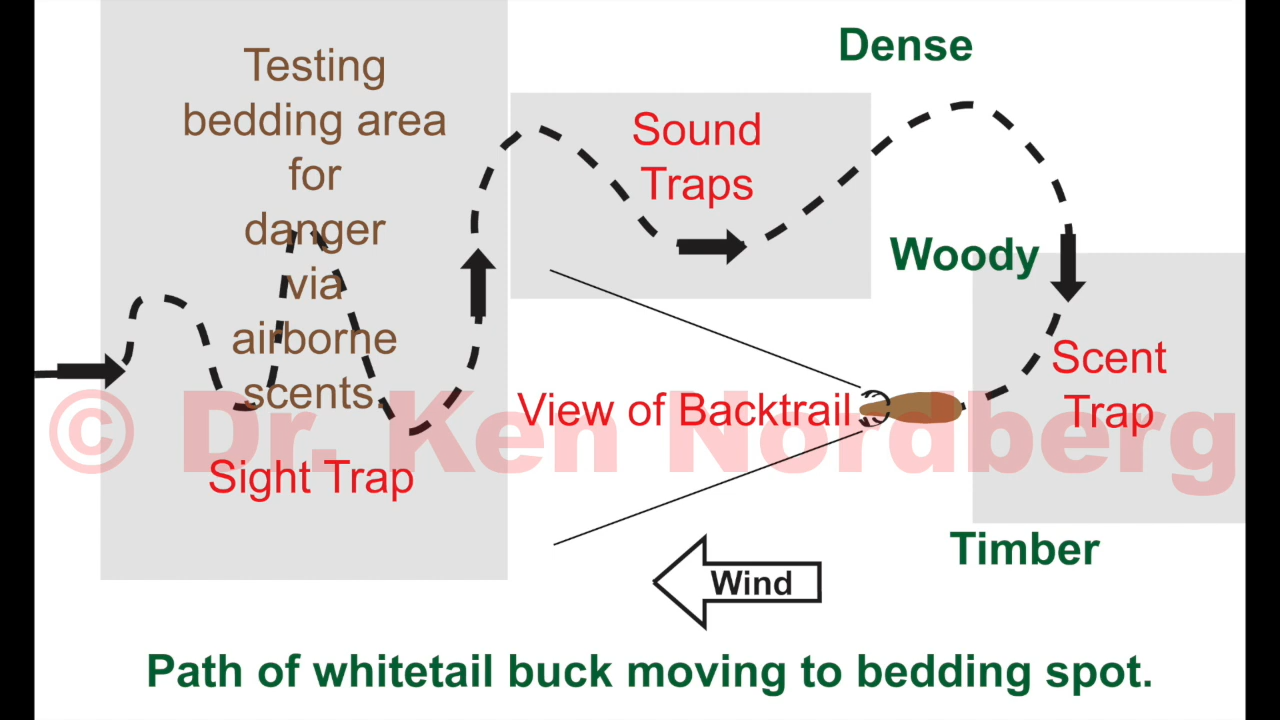 Testing
bedding area
for
danger
via
airborne
scents.
Sight Trap
Sound
Traps
Dense
Woody
Timber
Scent
Trap
View of Backtrail
© Dr. Ken Nordberg
Wind
Path of whitetail buck moving to bedding spot.